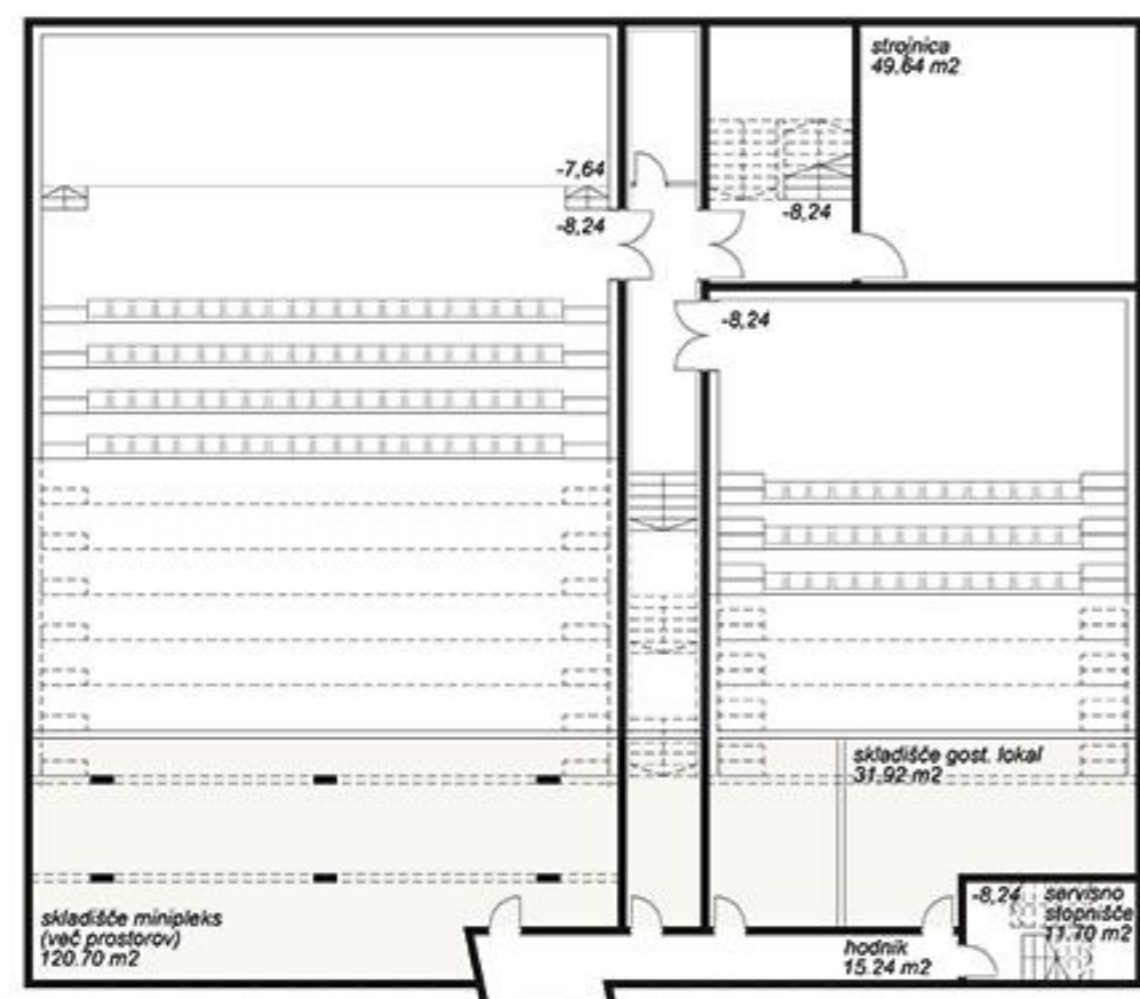 strojnica
49,64 m2
-7,64
-8,24
-8,24
-8,24
skladišče gost. lokal
31,92 m2
-8,24
servisno
stopnišče
11.70 m2
skladišče minipleks
(več prostorov)
120.70 m2
hodnik
15.24 m2